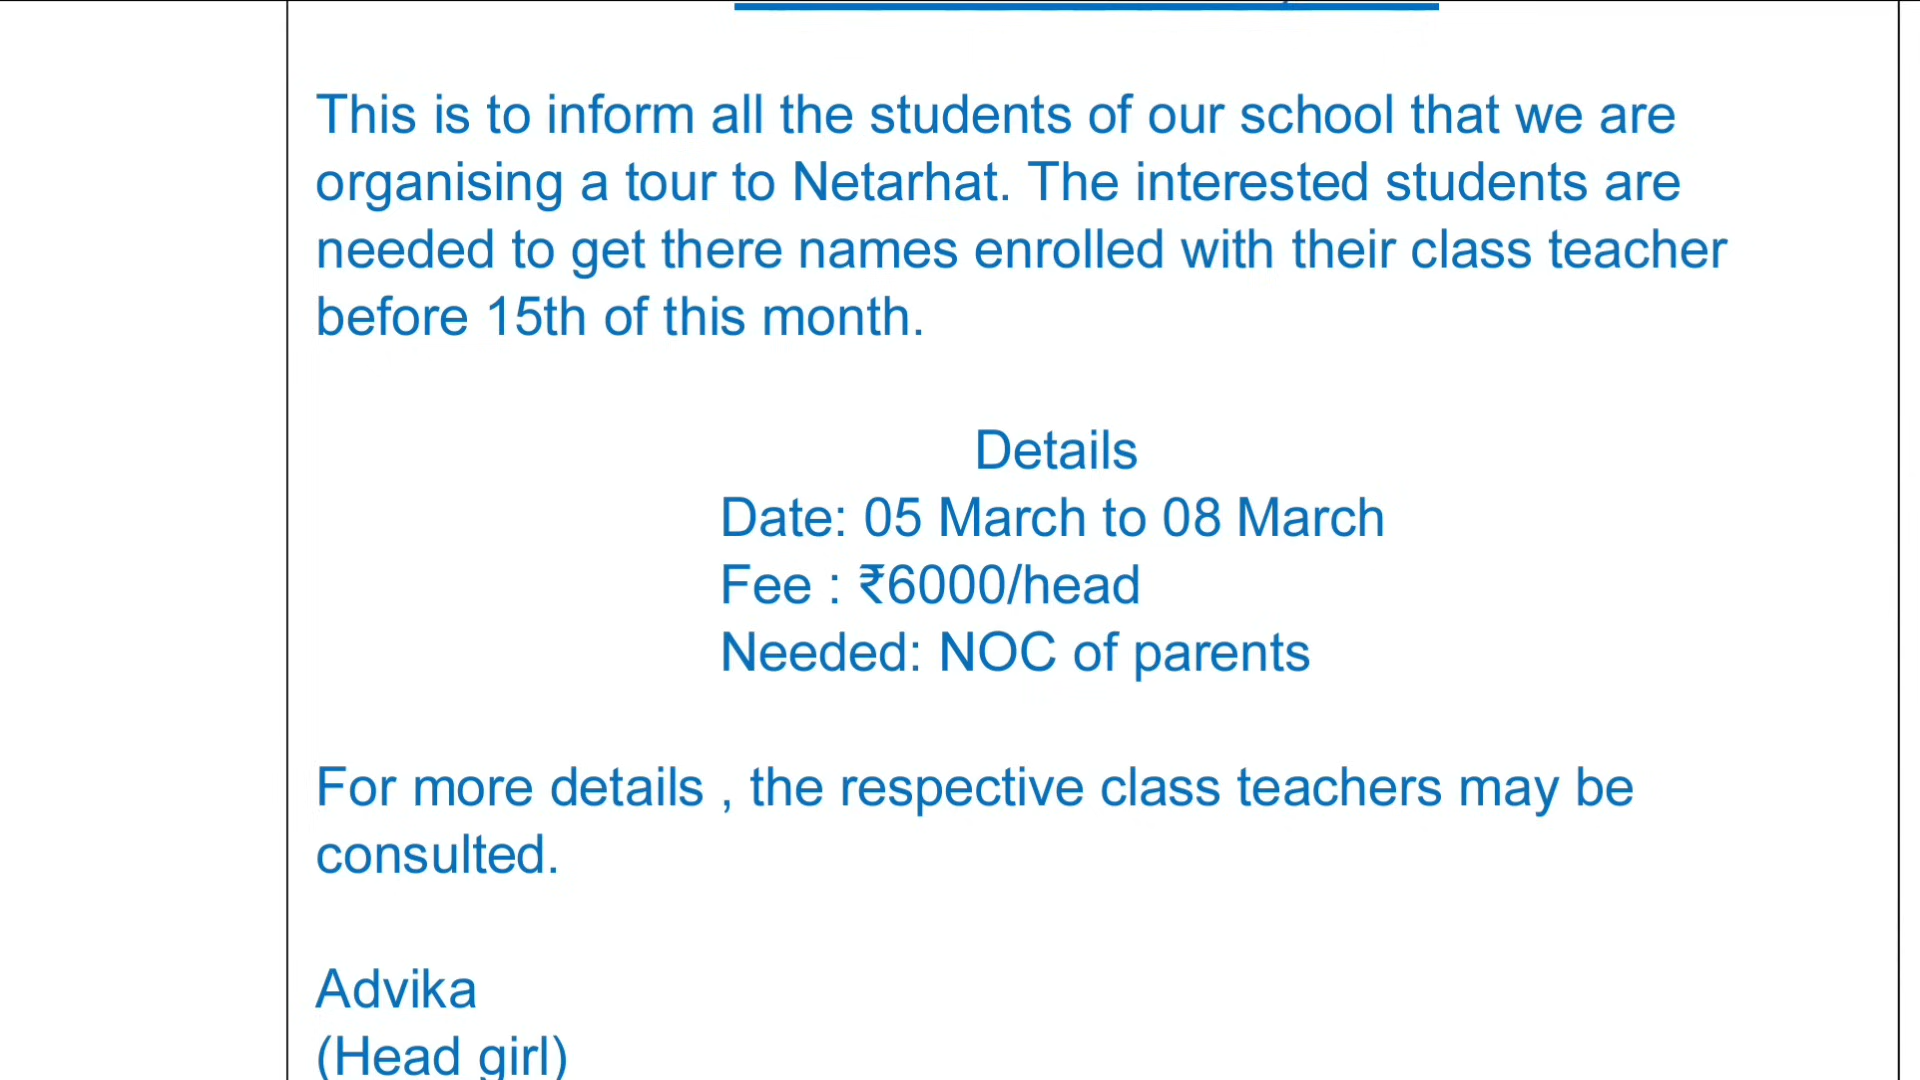 This is to inform all the students of our school that we are
organising a tour to Netarhat. The interested students are
needed to get there names enrolled with their class teacher
before 15th of this month.
Details
Date: 05 March to 08 March
Fee : ₹6000/head
Needed: NOC of parents
For more details , the respective class teachers may be
consulted.
Advika
(Head girl)